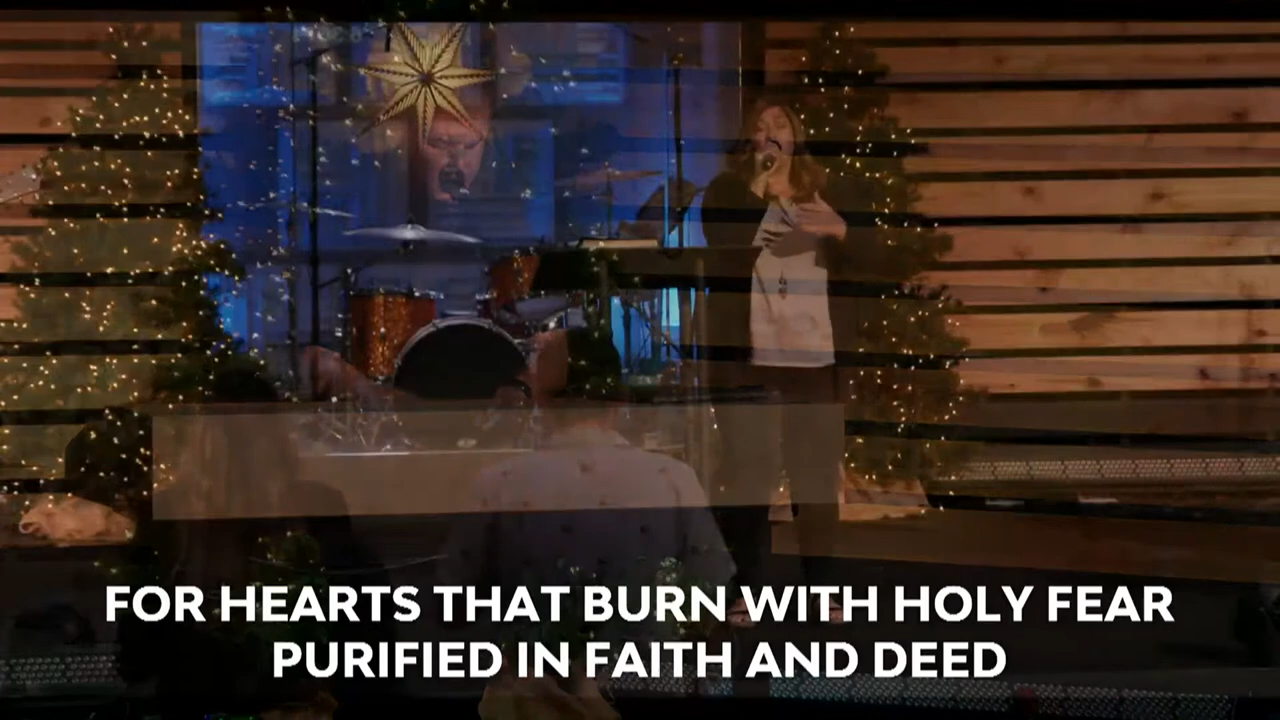 FOR HEARTS THAT BURN WITH HOLY FEAR
PURIFIED IN FAITH AND DEED